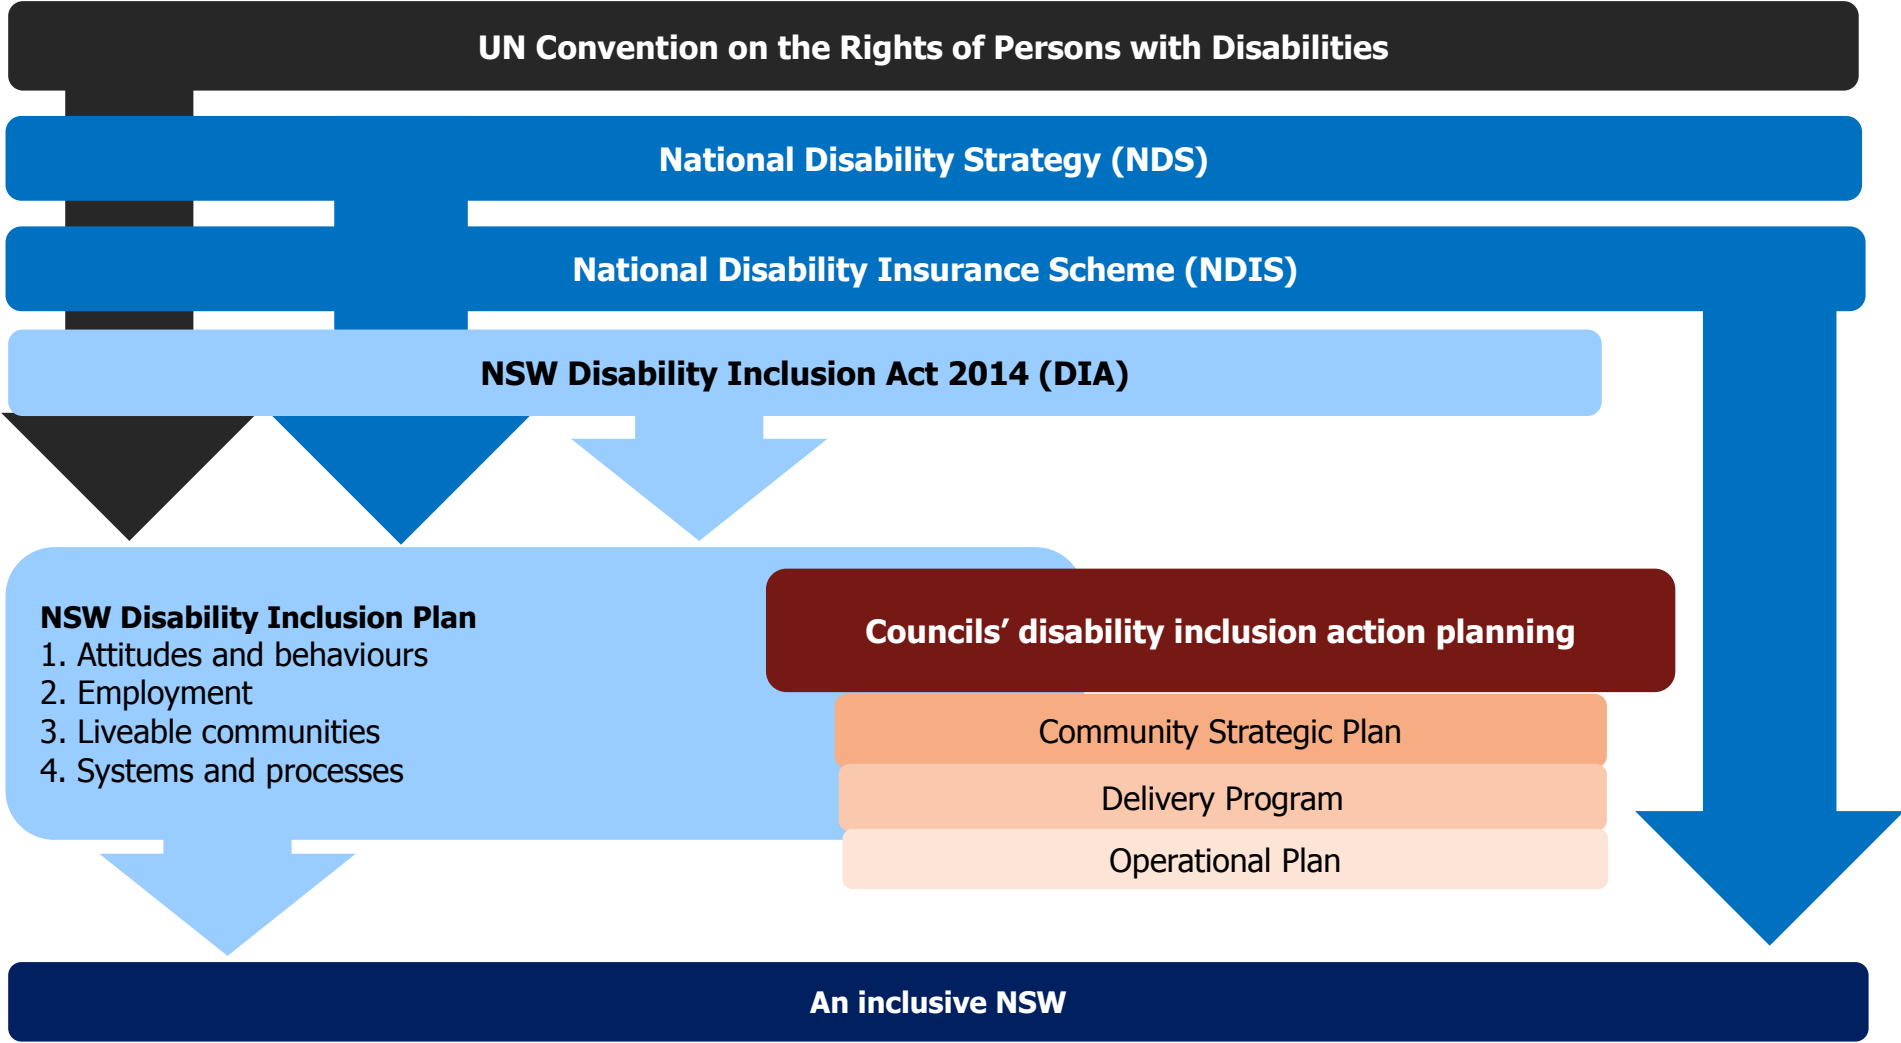 UN Convention on the Rights of Persons with Disabilities
National Disability Strategy (NDS)
National Disability Insurance Scheme (NDIS)
NSW Disability Inclusion Act 2014 (DIA)
NSW Disability Inclusion Plan
1. Attitudes and behaviours
2. Employment
3. Liveable communities
4. Systems and processes
Councils’ disability inclusion action planning
Community Strategic Plan
Delivery Program
Operational Plan
An inclusive NSW